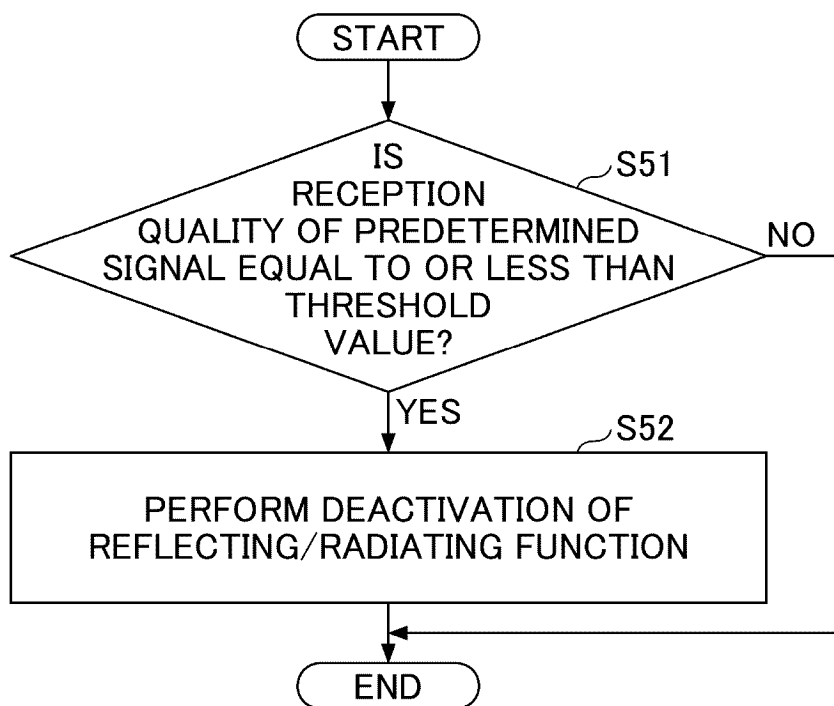 START
IS
RECEPTION
QUALITY OF PREDETERMINED
SIGNAL EQUAL TO OR LESS THAN
THRESHOLD
VALUE?
S51
NO
YES
S52
PERFORM DEACTIVATION OF
REFLECTING/RADIATING FUNCTION
END